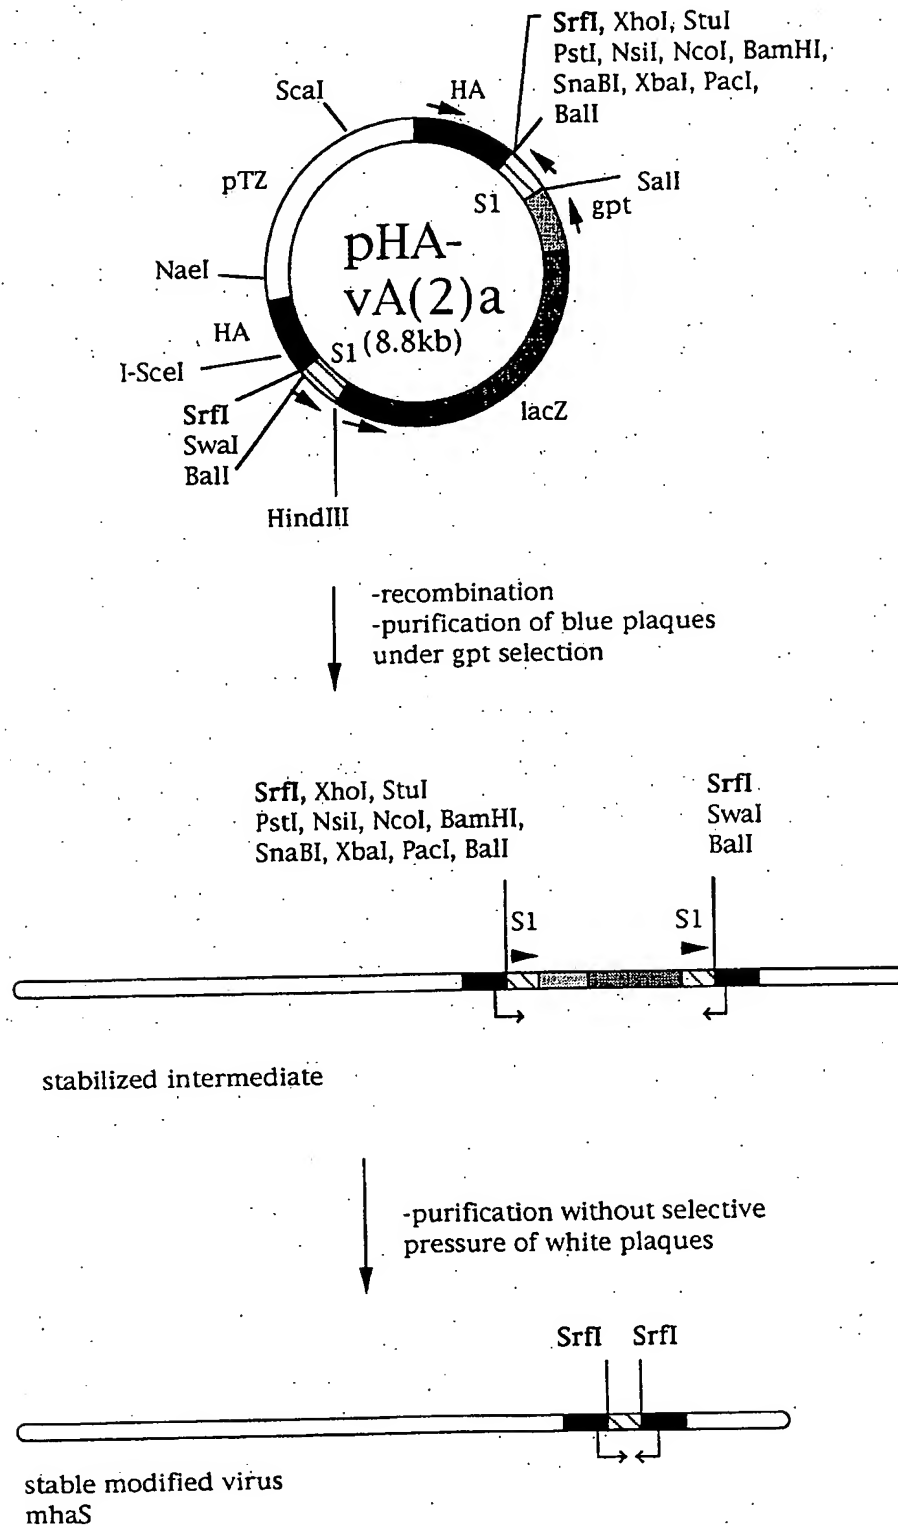 SrfI, XhoI, StuI
PstI, NsiI, NcoI, BamHI,
SnaBI, XbaI, PacI,
BalI
ScaI
HA
pTZ
SalI
S1
gpt
pHA-
vA(2)a
(8.8kb)
NaeI
HA
S1
I-SceI
SrfI
SwaI
BalI
lacZ
HindIII
-recombination
-purification of blue plaques
under gpt selection
SrfI, XhoI, StuI
PstI, NsiI, NcoI, BamHI,
SnaBI, XbaI, PacI, BalI
SrfI
SwaI
BalI
S1
S1
stabilized intermediate
-purification without selective
pressure of white plaques
SrfI SrfI
stable modified virus
mhaS